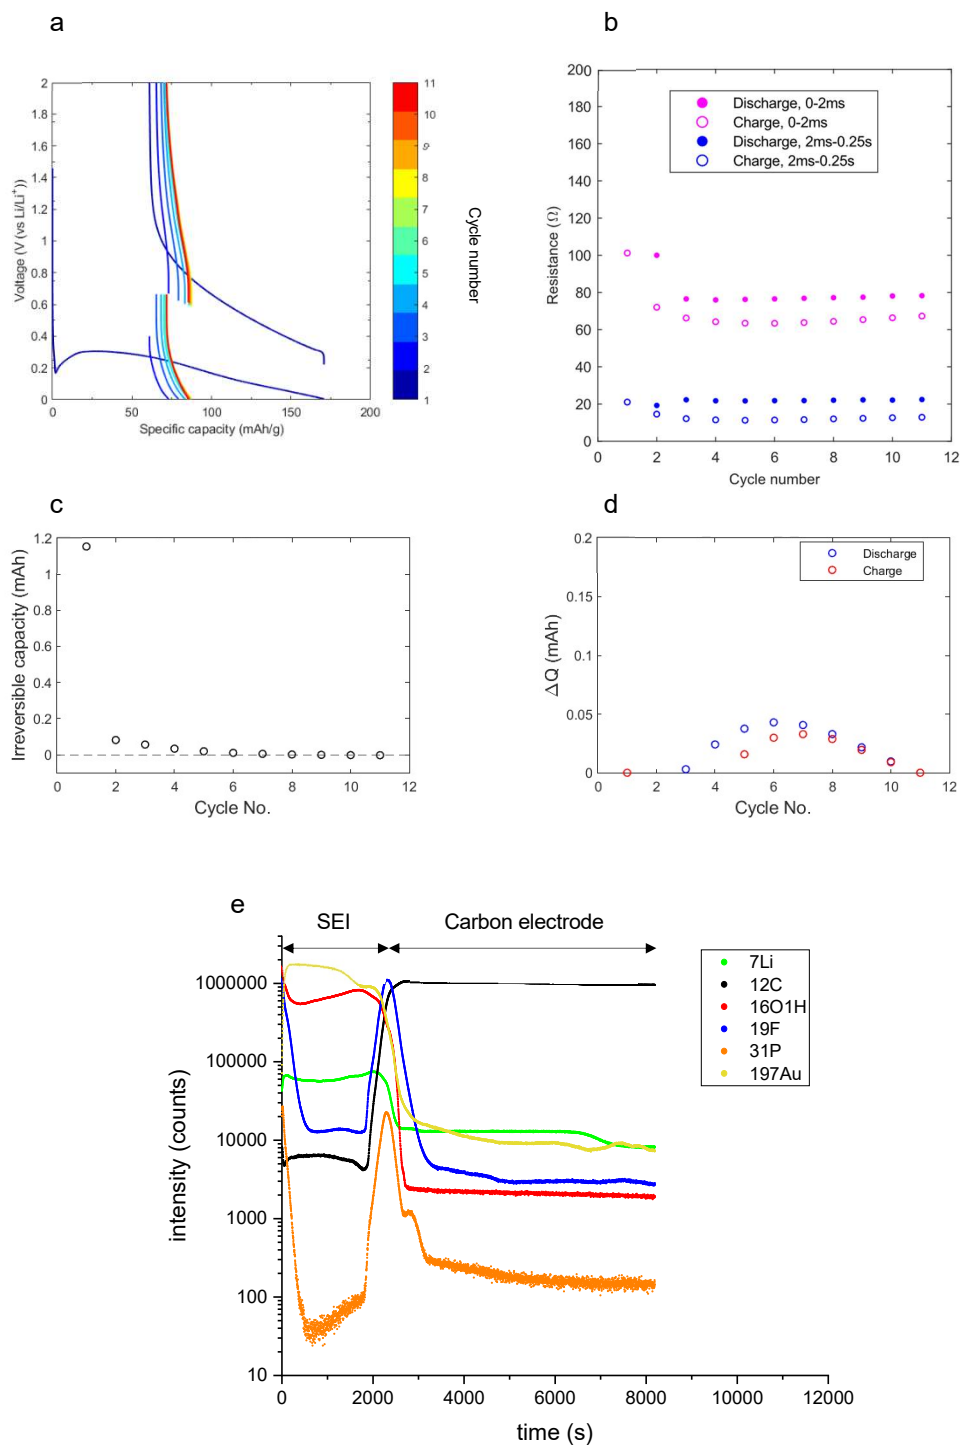 a
Voltage (V (vs Li/Li+))
2
1.8
1.6
1.4
1.2
1
0.8
0.6
0.4
0.2
0
0
50
100
150
200
Specific capacity (mAh/g)
11
10
9
8
7
6
5
4
3
2
1
Cycle number
b
Resistance (Ω)
200
180
160
140
120
100
80
60
40
20
0
Discharge, 0-2ms
Charge, 0-2ms
Discharge, 2ms-0.25s
Charge, 2ms-0.25s
0
2
4
6
8
10
12
Cycle number
c
Irreversible capacity (mAh)
1.2
1
0.8
0.6
0.4
0.2
0
0
2
4
6
8
10
12
Cycle No.
d
ΔQ (mAh)
0.2
0.15
0.1
0.05
0
Discharge
Charge
0
2
4
6
8
10
12
Cycle No.
e
SEI
Carbon electrode
intensity (counts)
1000000
100000
10000
1000
100
10
7Li
12C
16O1H
19F
31P
197Au
0
2000
4000
6000
8000
10000
12000
time (s)